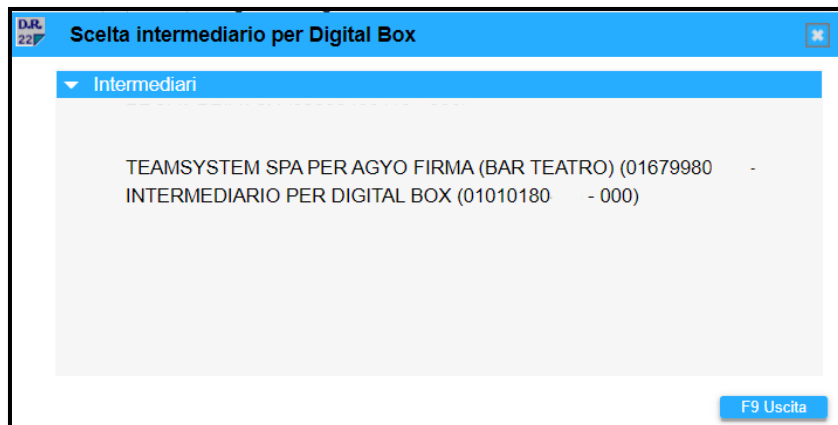 D.R.
22
Scelta intermediario per Digital Box
Intermediari
TEAMSYSTEM SPA PER AGYO FIRMA (BAR TEATRO) (01679980 -
INTERMEDIARIO PER DIGITAL BOX (01010180 - 000)
F9 Uscita